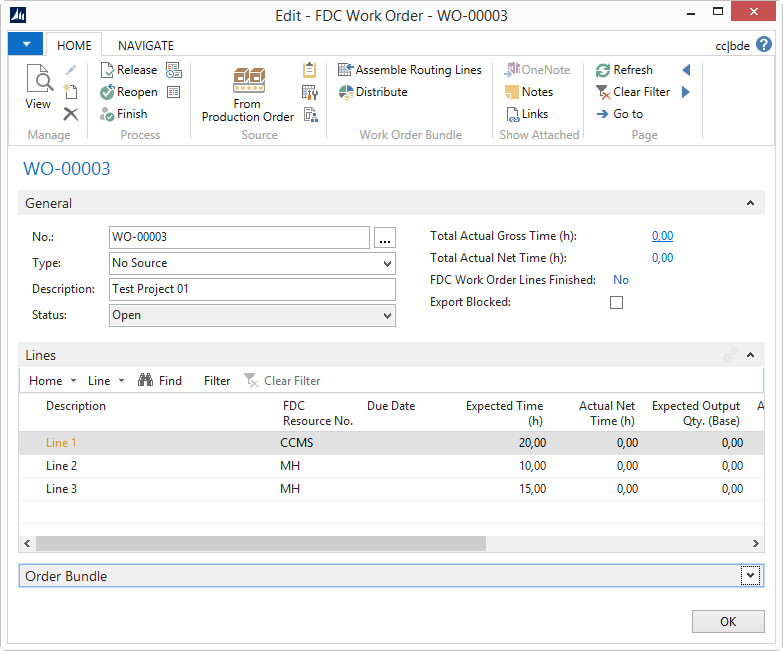 Edit - FDC Work Order - WO-00003
HOME NAVIGATE cc|bde ?
View
Manage
Release
Reopen
Finish
Process
From
Production Order
Source
Assemble Routing Lines
Distribute
Work Order Bundle
OneNote
Notes
Links
Show Attached
Refresh
Clear Filter
Go to
Page
WO-00003
General
No.: WO-00003 ...
Type: No Source
Description: Test Project 01
Status: Open
Total Actual Gross Time (h): 0,00
Total Actual Net Time (h): 0,00
FDC Work Order Lines Finished: No
Export Blocked:
Lines
Home Line Find Filter Clear Filter
Description FDC Resource No. Due Date Expected Time (h) Actual Net Time (h) Expected Output Qty. (Base) A
Line 1 CCMS 20,00 0,00 0,00
Line 2 MH 10,00 0,00 0,00
Line 3 MH 15,00 0,00 0,00
Order Bundle
OK